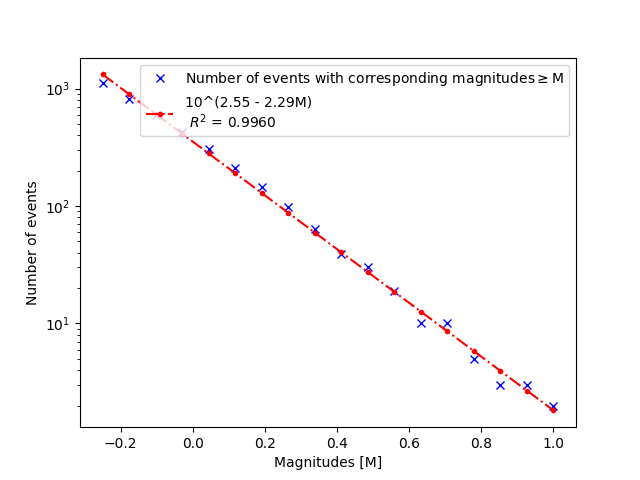 Number of events with corresponding magnitudes ≥ M
10^(2.55 - 2.29M)
R² = 0.9960
10³
10²
10¹
Number of events
−0.2 0.0 0.2 0.4 0.6 0.8 1.0
Magnitudes [M]